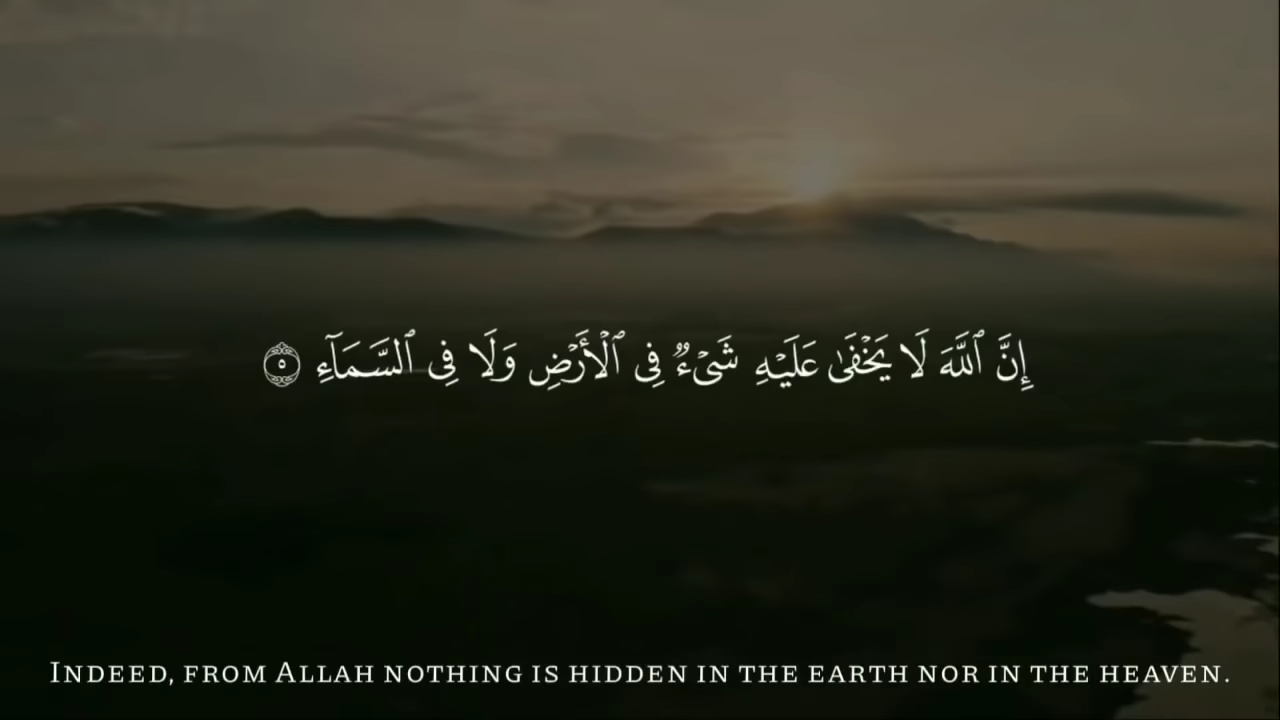 إِنَّ ٱللَّهَ لَا يَخْفَىٰ عَلَيْهِ شَىْءٌۭ فِى ٱلْأَرْضِ وَلَا فِى ٱلسَّمَآءِ ٥
Indeed, from Allah nothing is hidden in the earth nor in the heaven.